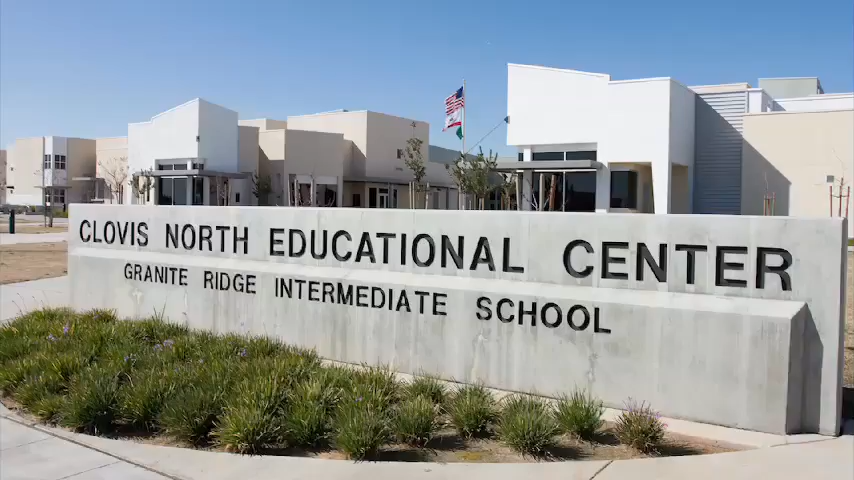 CLOVIS NORTH EDUCATIONAL CENTER
GRANITE RIDGE INTERMEDIATE SCHOOL